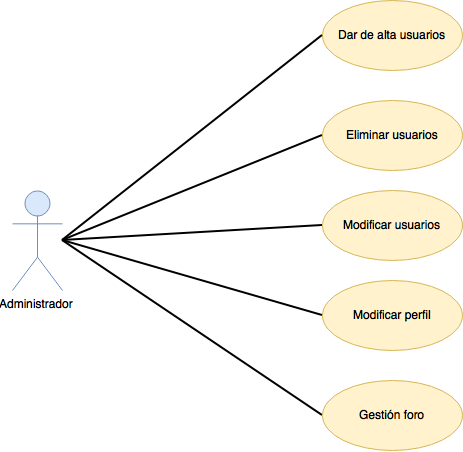 Dar de alta usuarios
Eliminar usuarios
Modificar usuarios
Administrador
Modificar perfil
Gestión foro